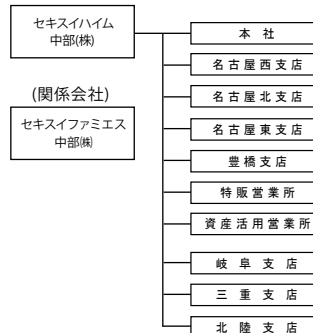 セキスイハイム
中部(株)
(関係会社)
セキスイファミエス
中部㈱
本社
名古屋西支店
名古屋北支店
名古屋東支店
豊橋支店
特販営業所
資産活用営業所
岐阜支店
三重支店
北陸支店